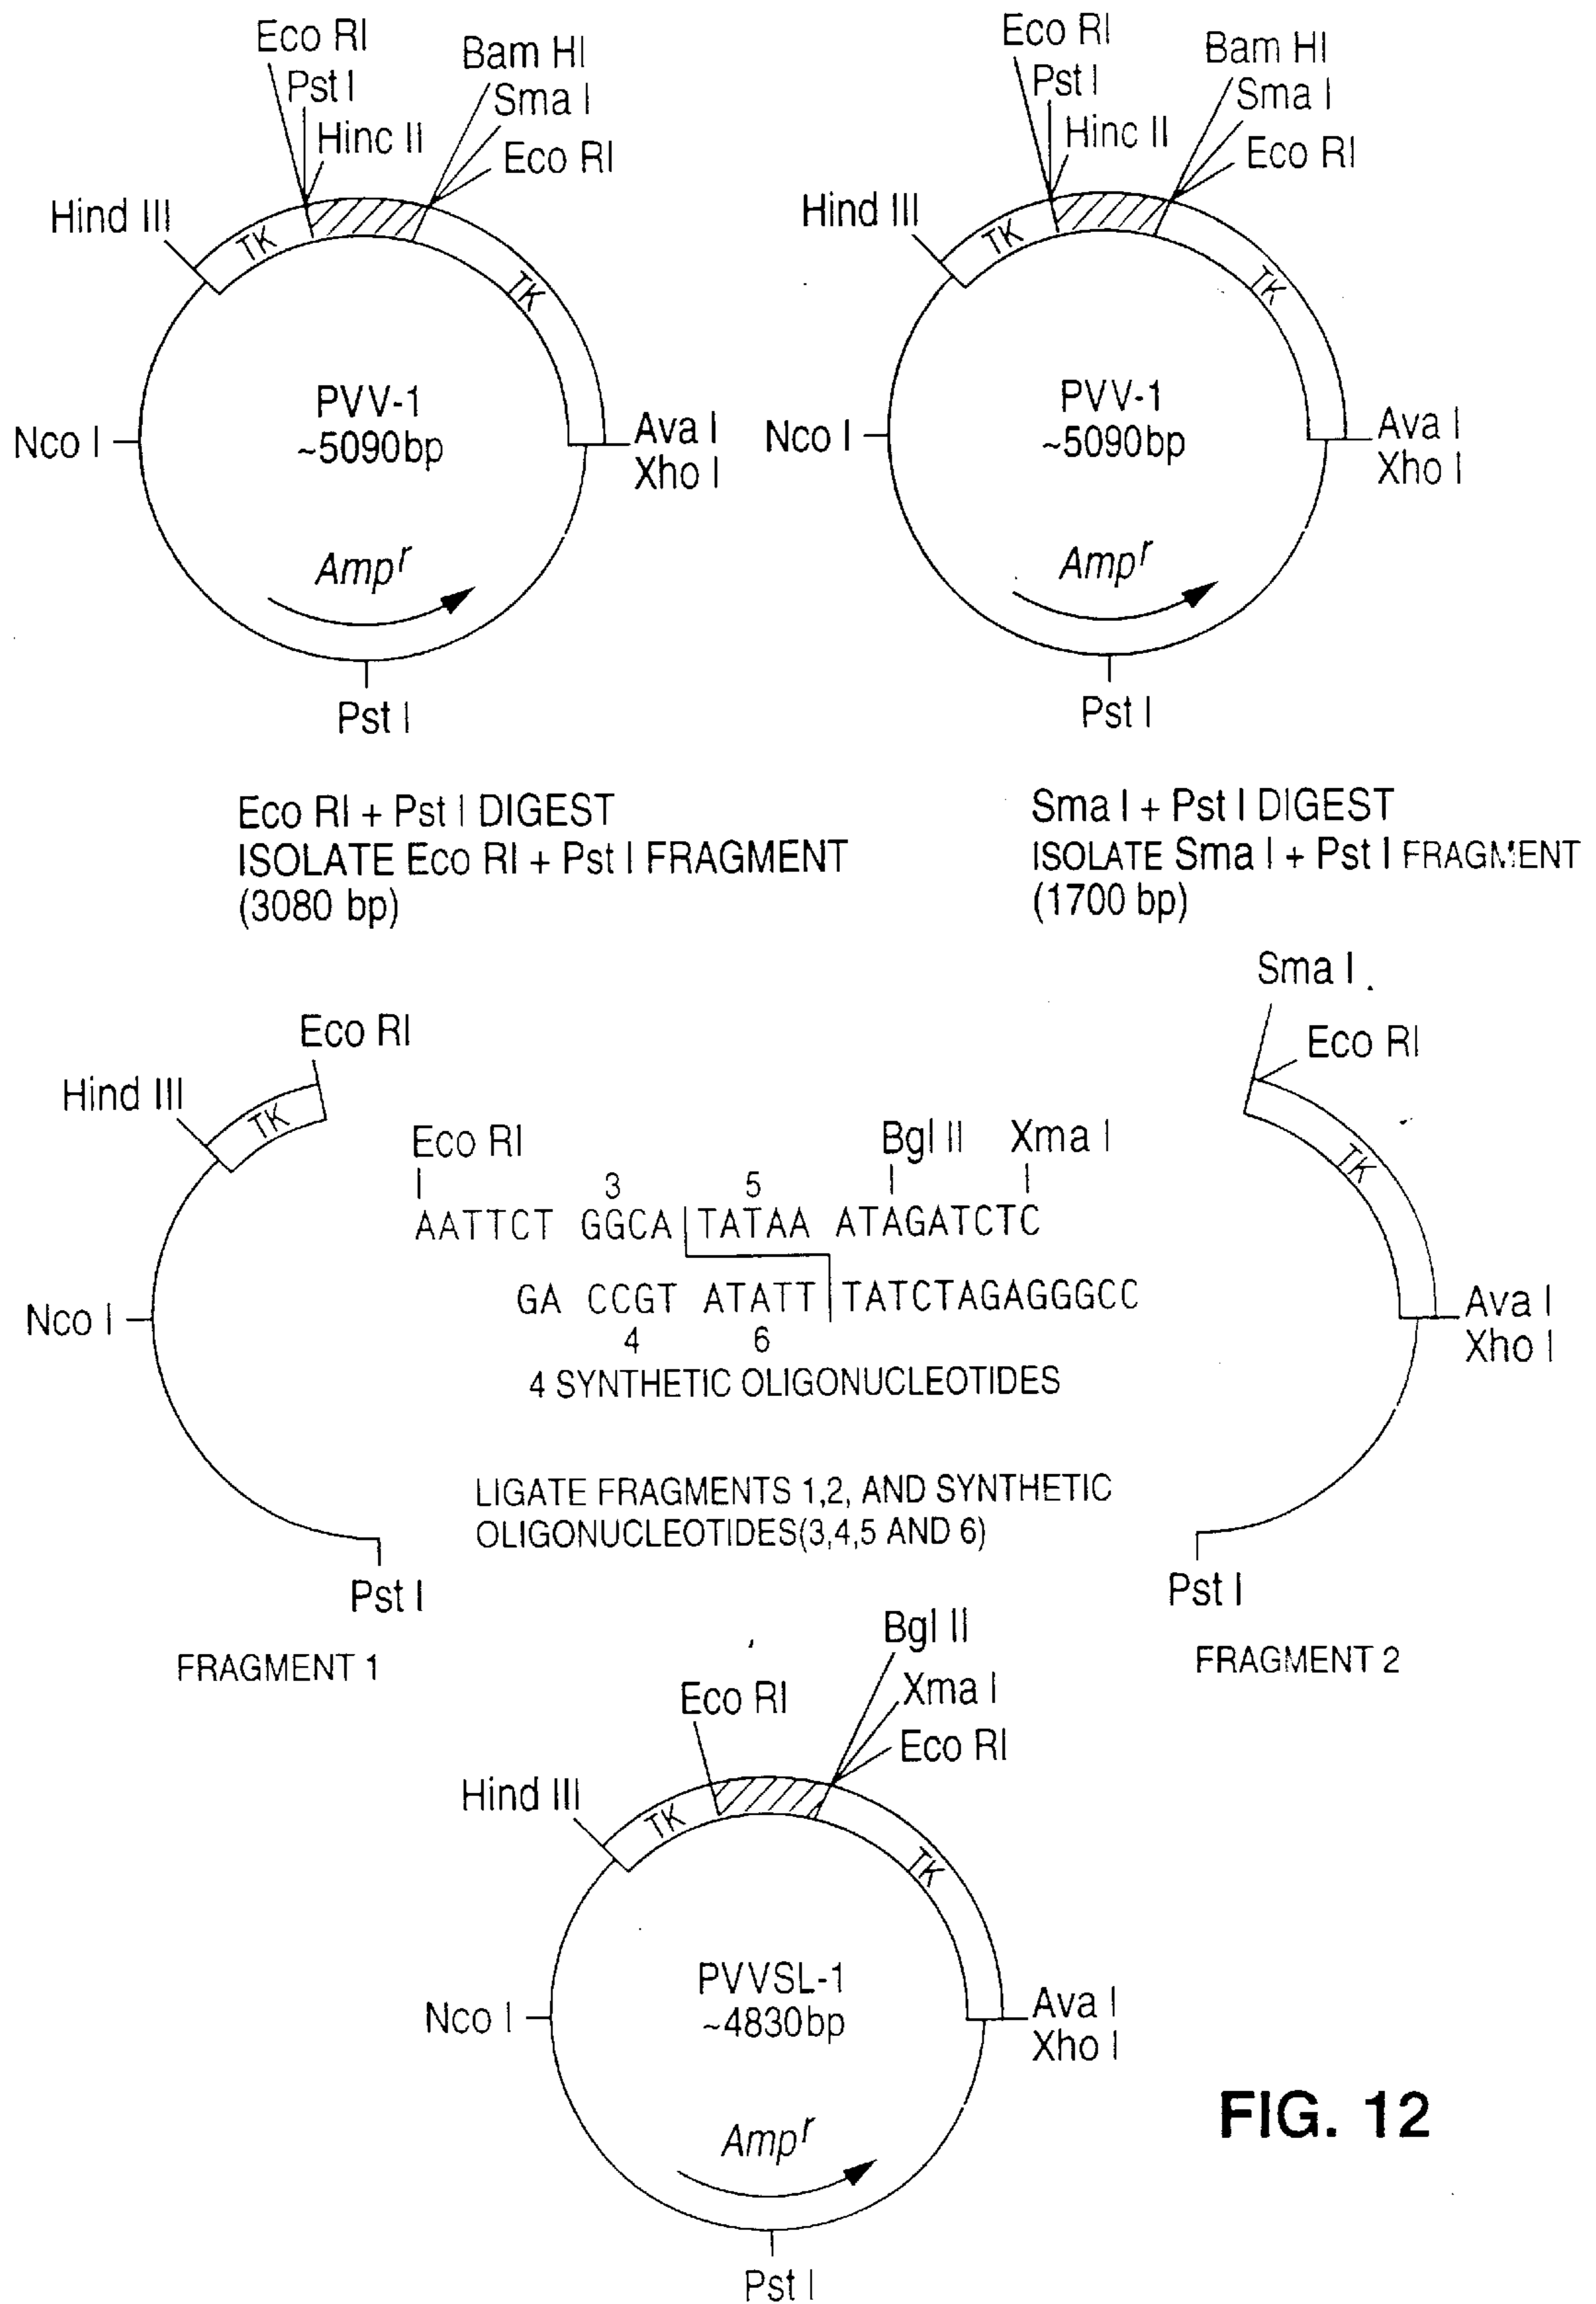 Eco RI
Pst I
Hinc II
Bam HI
Sma I
Eco RI
Hind III
TK
TK
PVV-1
~5090bp
Nco I
Ava I
Xho I
Amp^r
Pst I
Eco RI
Pst I
Hinc II
Bam HI
Sma I
Eco RI
Hind III
TK
TK
PVV-1
~5090bp
Nco I
Ava I
Xho I
Amp^r
Pst I
Eco RI + Pst I DIGEST
ISOLATE Eco RI + Pst I FRAGMENT
(3080 bp)
Sma I + Pst I DIGEST
ISOLATE Sma I + Pst I FRAGMENT
(1700 bp)
Eco RI
Hind III
TK
Nco I
Pst I
FRAGMENT 1
Eco RI
Bgl II
Xma I
3
5
AATTCT GGCA TATAA ATAGATCTC
GA CCGT ATATT TATCTAGAGGGCC
4
6
4 SYNTHETIC OLIGONUCLEOTIDES
LIGATE FRAGMENTS 1,2, AND SYNTHETIC
OLIGONUCLEOTIDES(3,4,5 AND 6)
Sma I
Eco RI
TK
Ava I
Xho I
Pst I
FRAGMENT 2
Eco RI
Bgl II
Xma I
Eco RI
Hind III
TK
TK
PVVSL-1
~4830bp
Nco I
Ava I
Xho I
Amp^r
Pst I
FIG. 12